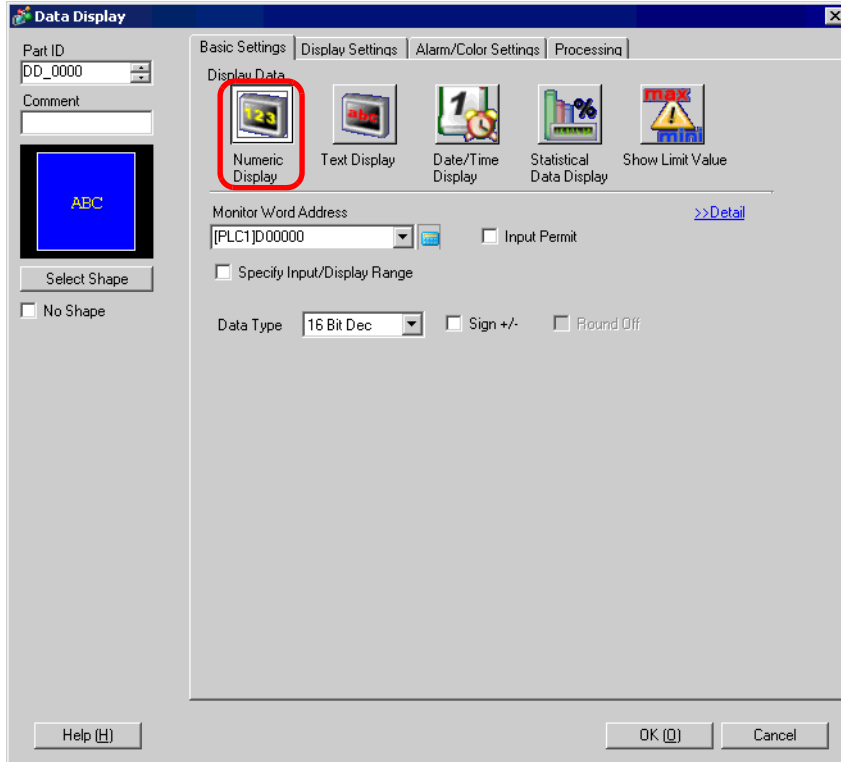 Data Display
Part ID
DD_0000
Comment
ABC
Select Shape
No Shape
Basic Settings
Display Settings
Alarm/Color Settings
Processing
Display Data
123
abc
1
%
max
mini
Numeric
Display
Text Display
Date/Time
Display
Statistical
Data Display
Show Limit Value
Monitor Word Address
>>Detail
[PLC1]D00000
Input Permit
Specify Input/Display Range
Data Type
16 Bit Dec
Sign +/-
Round Off
Help (H)
OK (O)
Cancel